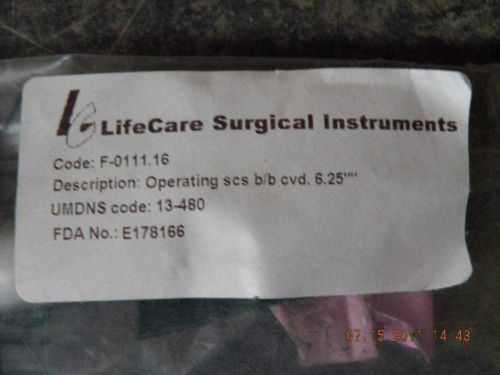 LifeCare Surgical Instruments
Code: F-0111.16
Description: Operating scs b/b cvd. 6.25""
UMDNS code: 13-480
FDA No.: E178166
07.15 2011 14:43